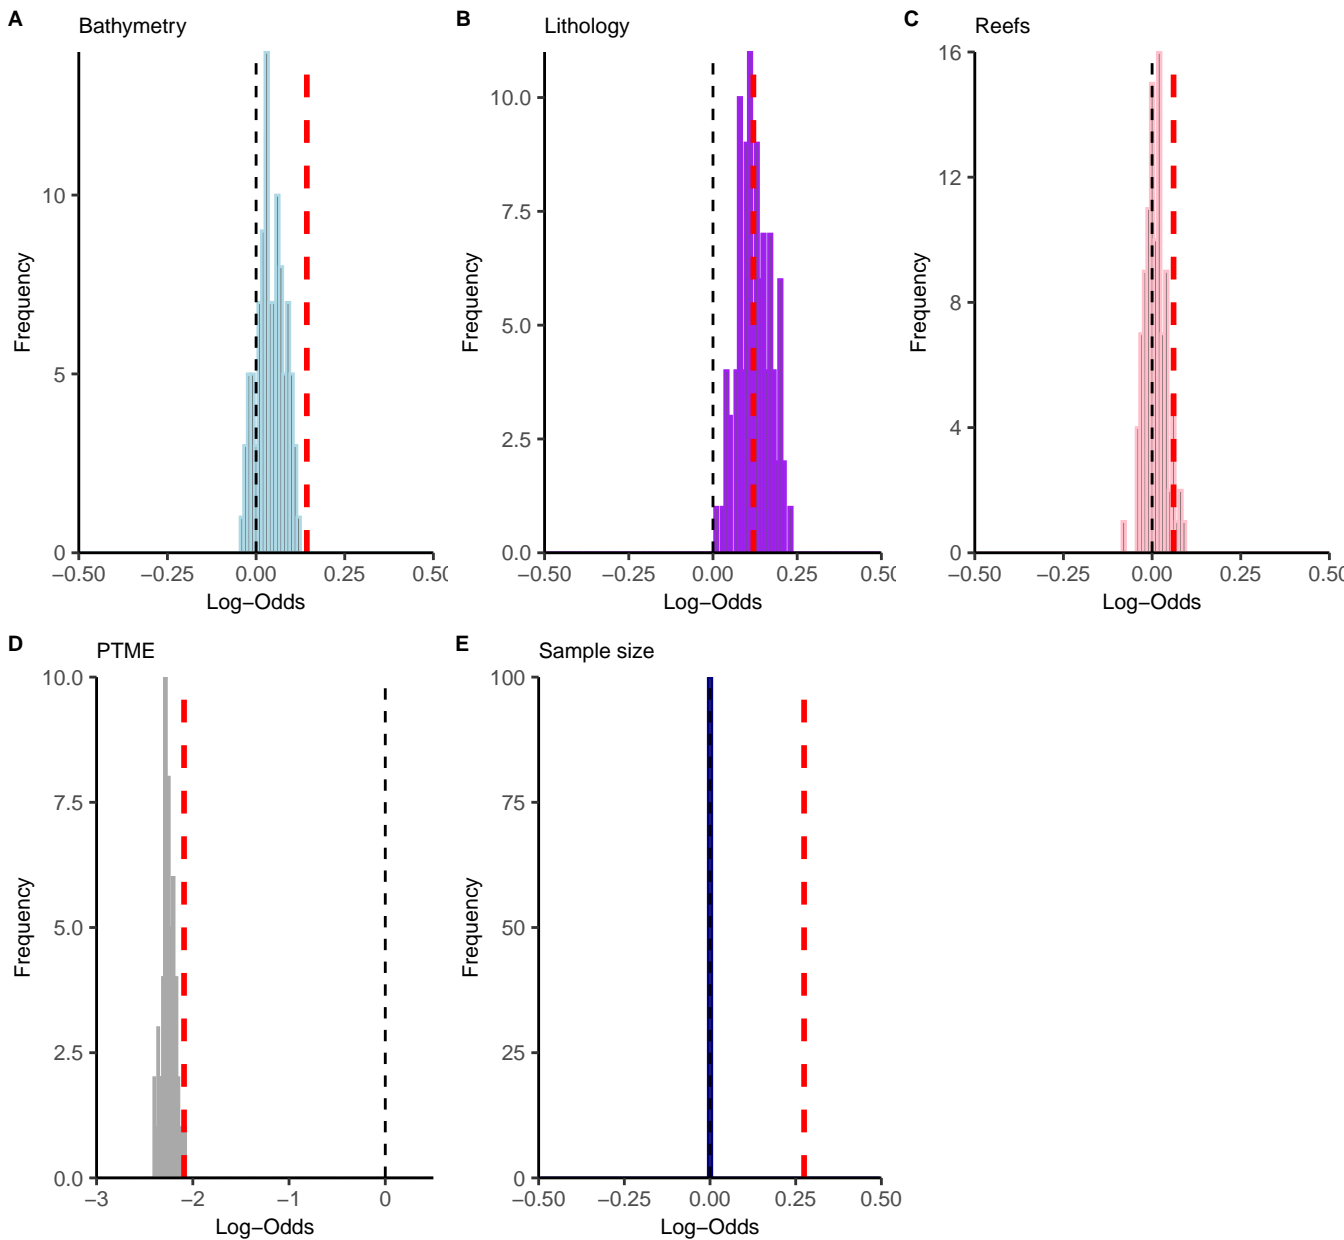 A Bathymetry
Frequency
10
5
0
−0.50 −0.25 0.00 0.25 0.50
Log−Odds
B Lithology
Frequency
10.0
7.5
5.0
2.5
0.0
−0.50 −0.25 0.00 0.25 0.50
Log−Odds
C Reefs
Frequency
16
12
8
4
0
−0.50 −0.25 0.00 0.25 0.50
Log−Odds
D PTME
Frequency
10.0
7.5
5.0
2.5
0.0
−3 −2 −1 0
Log−Odds
E Sample size
Frequency
100
75
50
25
0
−0.50 −0.25 0.00 0.25 0.50
Log−Odds